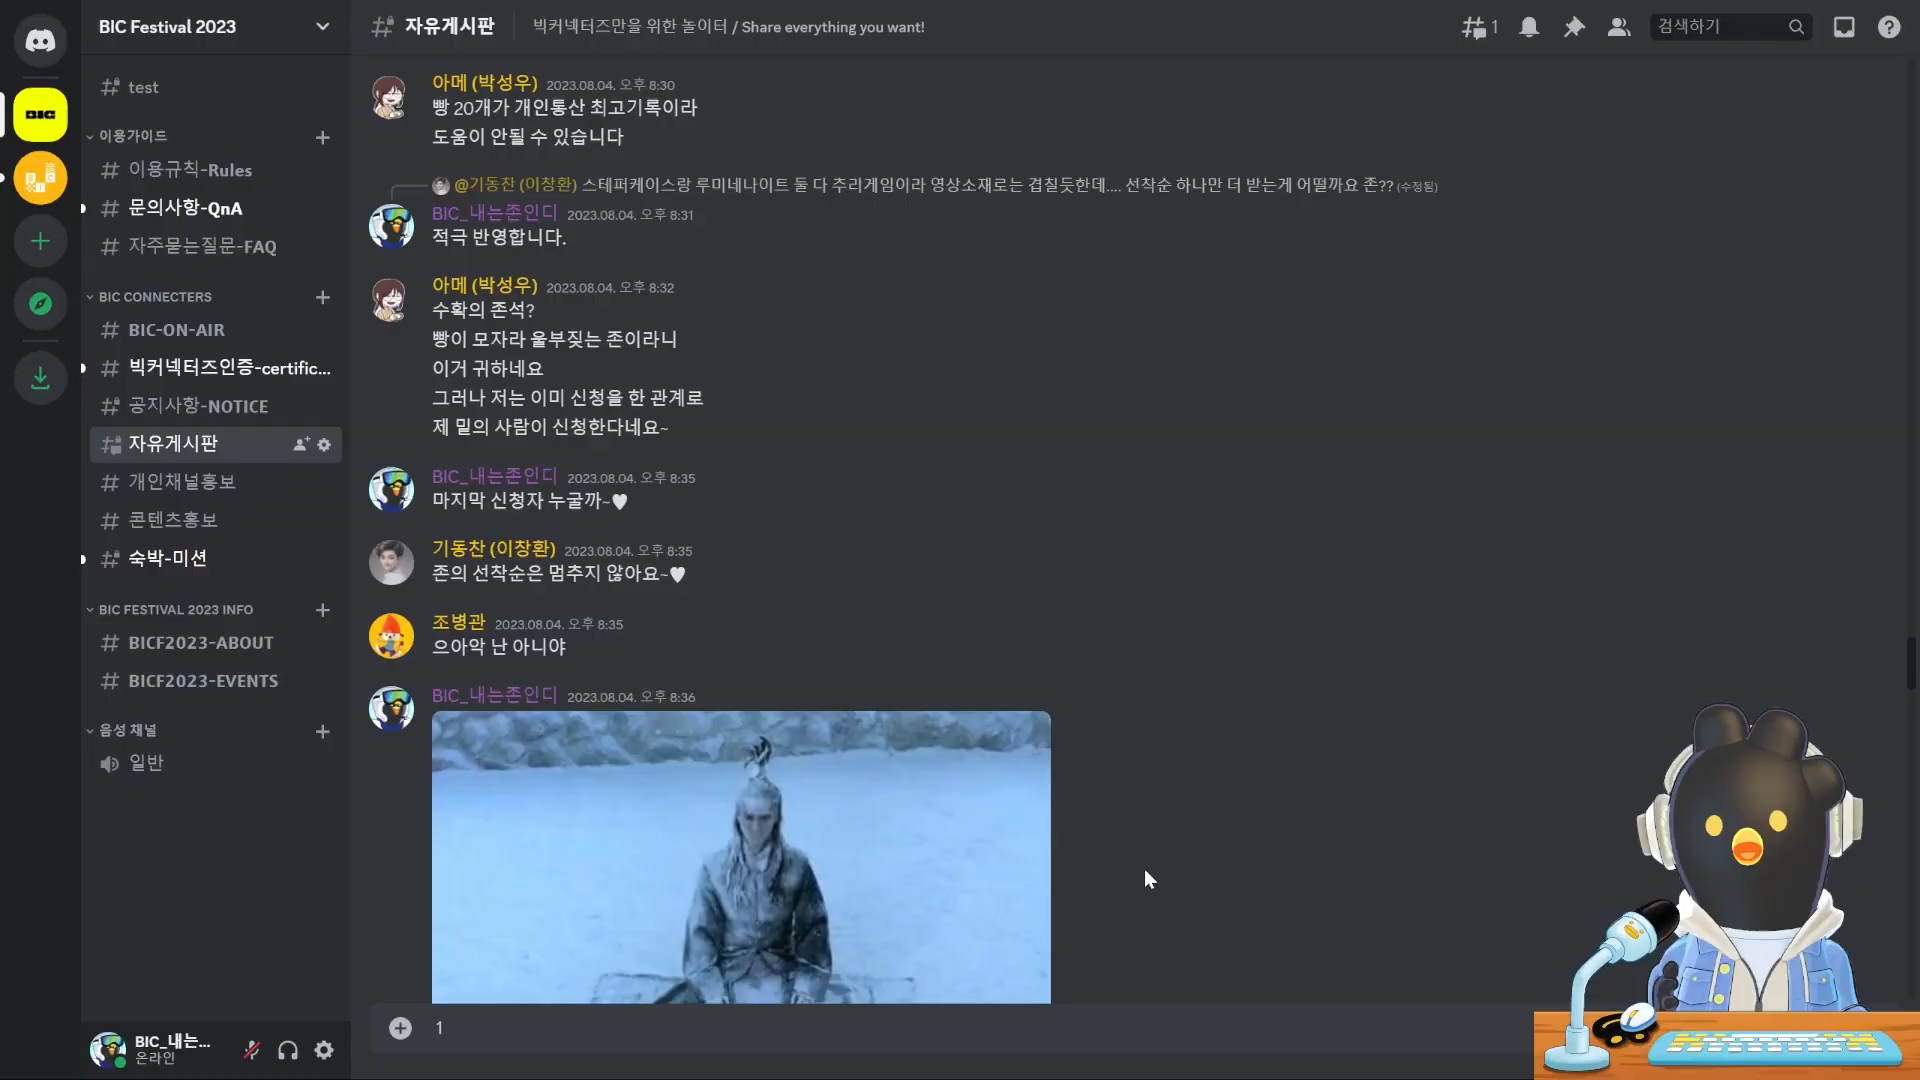 BIC Festival 2023
test
이용가이드
이용규칙-Rules
문의사항-QnA
자주묻는질문-FAQ
BIC CONNECTERS
BIC-ON-AIR
빅커넥터즈인증-certific...
공지사항-NOTICE
자유게시판
개인채널홍보
콘텐츠홍보
숙박-미션
BIC FESTIVAL 2023 INFO
BICF2023-ABOUT
BICF2023-EVENTS
음성 채널
일반
BIC_내는...
온라인
BIC
자유게시판 빅커넥터즈만을 위한 놀이터 / Share everything you want!
1
검색하기
아메 (박성우) 2023.08.04. 오후 8:30
빵 20개가 개인통산 최고기록이라
도움이 안될 수 있습니다
@기동찬 (이창환) 스테퍼케이스랑 루미네나이트 둘 다 추리게임이라 영상소재로는 겹칠듯한데.... 선착순 하나만 더 받는게 어떨까요 존?? (수정됨)
BIC_내는존인디 2023.08.04. 오후 8:31
적극 반영합니다.
아메 (박성우) 2023.08.04. 오후 8:32
수확의 존석?
빵이 모자라 울부짖는 존이라니
이거 귀하네요
그러나 저는 이미 신청을 한 관계로
제 밑의 사람이 신청한다네요~
BIC_내는존인디 2023.08.04. 오후 8:35
마지막 신청자 누굴까~♥
기동찬 (이창환) 2023.08.04. 오후 8:35
존의 선착순은 멈추지 않아요~♥
조병관 2023.08.04. 오후 8:35
으아악 난 아니야
BIC_내는존인디 2023.08.04. 오후 8:36
1